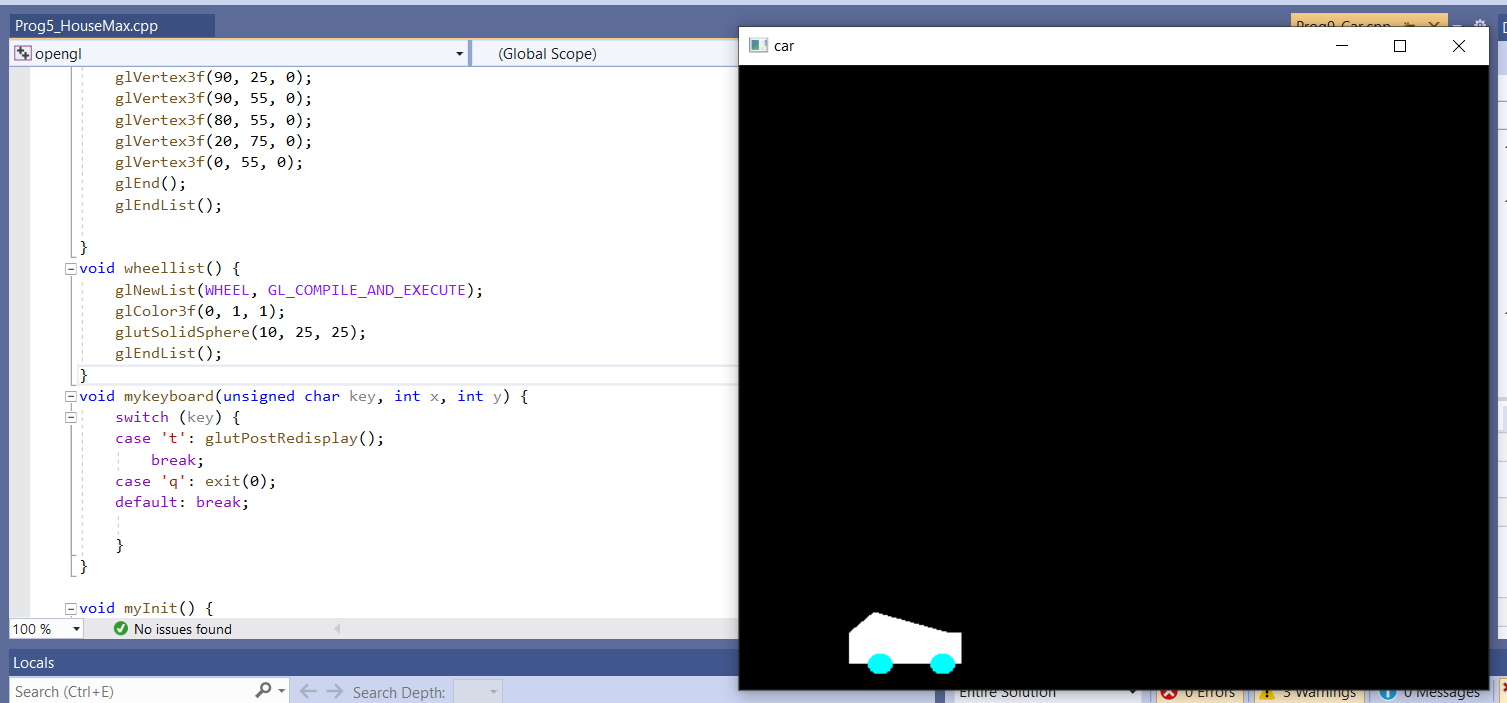 Prog5_HouseMax.cpp
Prog9_Car.cpp
opengl
(Global Scope)
car
glVertex3f(90, 25, 0);
glVertex3f(90, 55, 0);
glVertex3f(80, 55, 0);
glVertex3f(20, 75, 0);
glVertex3f(0, 55, 0);
glEnd();
glEndList();
}
void wheellist() {
glNewList(WHEEL, GL_COMPILE_AND_EXECUTE);
glColor3f(0, 1, 1);
glutSolidSphere(10, 25, 25);
glEndList();
}
void mykeyboard(unsigned char key, int x, int y) {
switch (key) {
case 't': glutPostRedisplay();
break;
case 'q': exit(0);
default: break;
}
}
void myInit() {
100 %
No issues found
Locals
Search (Ctrl+E)
Search Depth:
Entire Solution
0 Errors
3 Warnings
0 Messages